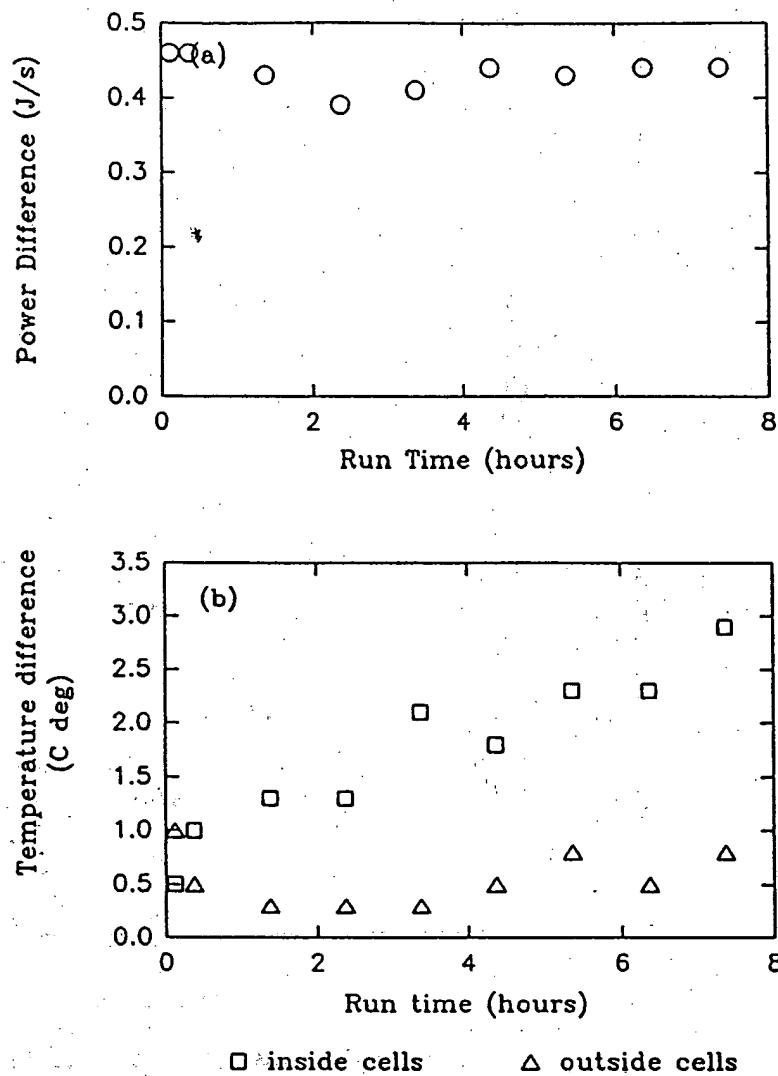 0.5
(a)
0.4
0.3
0.2
0.1
0.0
Power Difference (J/s)
0 2 4 6 8
Run Time (hours)
3.5
(b)
3.0
2.5
2.0
1.5
1.0
0.5
0.0
Temperature difference
(C deg)
0 2 4 6 8
Run time (hours)
inside cells
outside cells